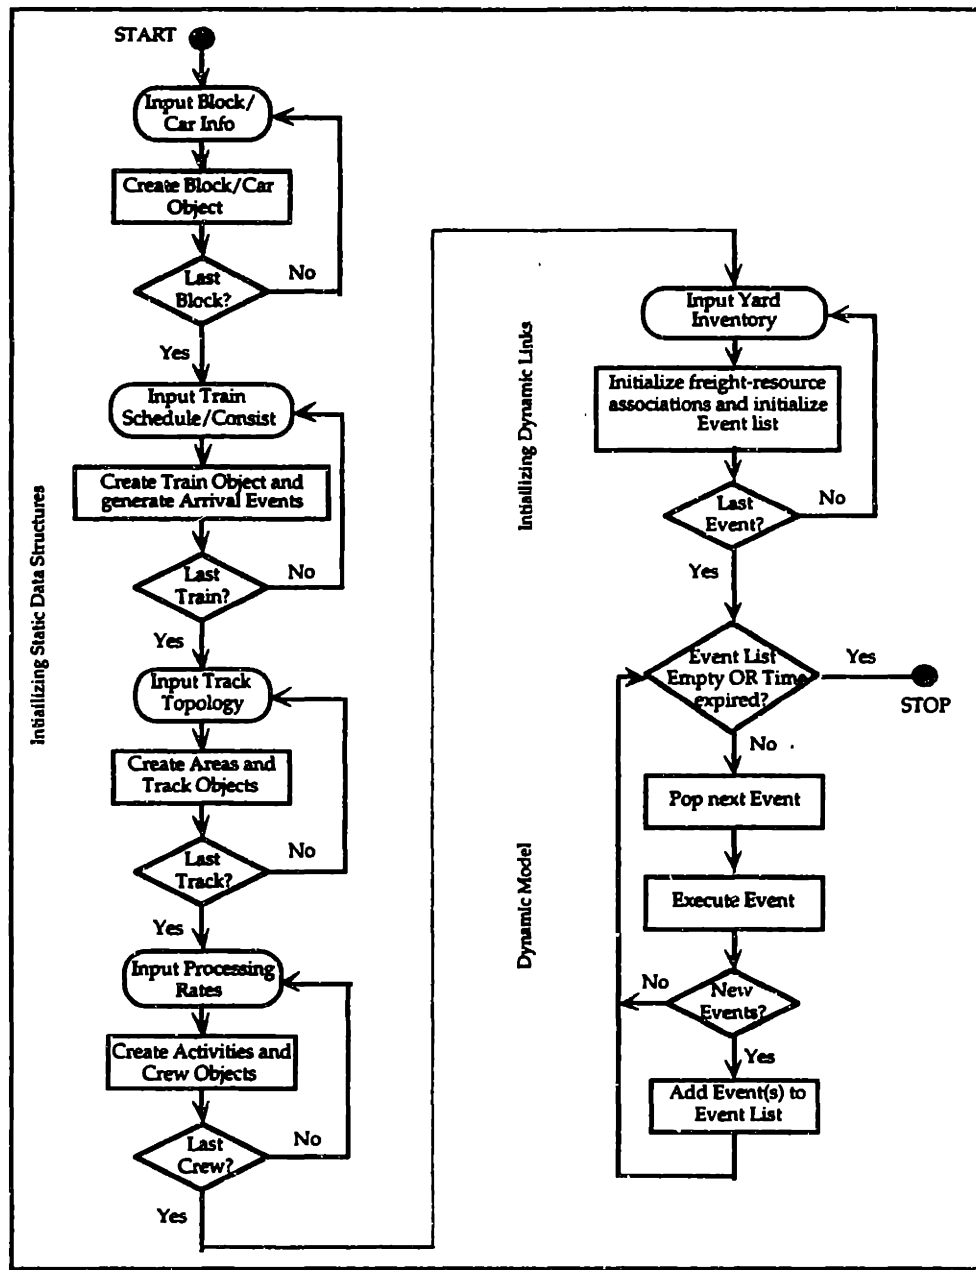 START
Input Block/
Car Info
Create Block/Car
Object
Last
Block?
No
Yes
Input Train
Schedule/Consist
Create Train Object and
generate Arrival Events
Last
Train?
No
Yes
Input Track
Topology
Create Areas and
Track Objects
Last
Track?
No
Yes
Input Processing
Rates
Create Activities and
Crew Objects
Last
Crew?
No
Yes
Intiallizing Static Data Structures
Input Yard
Inventory
Initialize freight-resource
associations and initialize
Event list
Last
Event?
No
Yes
Intiallizing Dynamic Links
Event List
Empty OR Time
expired?
Yes
STOP
No
Pop next Event
Execute Event
New
Events?
No
Yes
Add Event(s) to
Event List
Dynamic Model